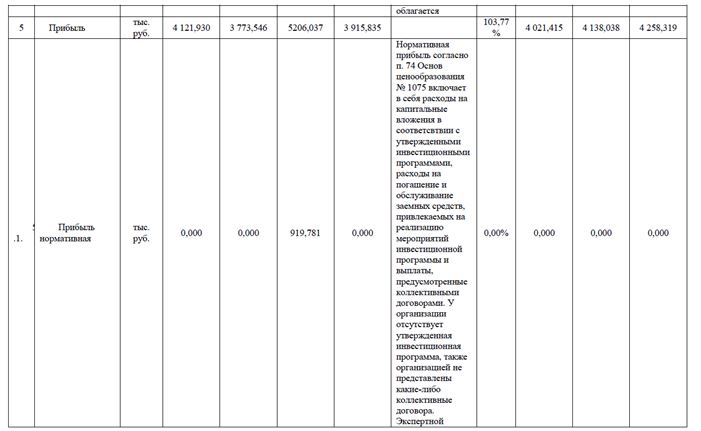 облагается
5 Прибыль тыс. руб. 4 121,930 3 773,546 5206,037 3 915,835 103,77 % 4 021,415 4 138,038 4 258,319
.1. Прибыль нормативная тыс. руб. 0,000 0,000 919,781 0,000
Нормативная
прибыль согласно
п. 74 Основ
ценообразования
№ 1075 включает
в себя расходы на
капитальные
вложения в
соответсвтвии с
утвержденными
инвестиционными
программами,
расходы на
погашение и
обслуживание
заемных средств,
привлекаемых на
реализацию
мероприятий
инвестиционной
программы и
выплаты,
предусмотренные
коллективными
договорами. У
организации
отсутствует
утвержденная
инвестиционная
программа, также
организацией не
представлены
какие-либо
коллективные
договора.
Экспертной
0,00% 0,000 0,000 0,000